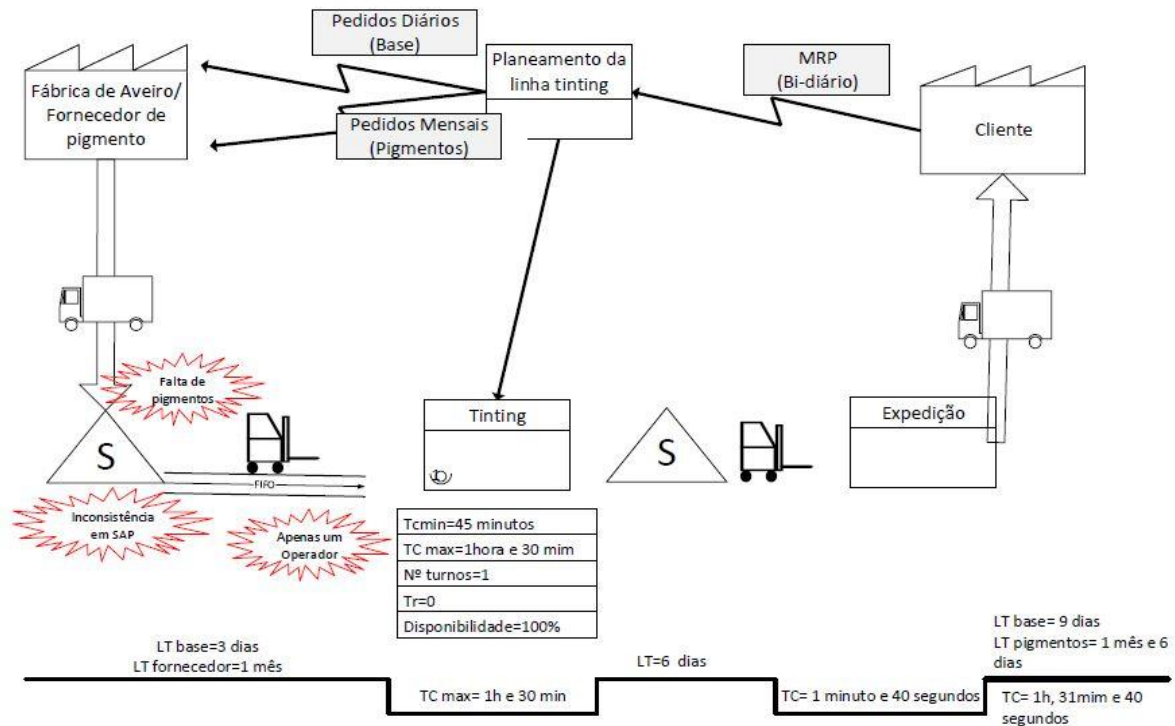 Pedidos Diários
(Base)
Planeamento da
linha tinting
MRP
(Bi-diário)
Fábrica de Aveiro/
Fornecedor de
pigmento
Pedidos Mensais
(Pigmentos)
Cliente
Falta de
pigmentos
S
FIFO
Inconsistência
em SAP
Apenas um
Operador
Tinting
S
Expedição
Tcmin=45 minutos
TC max=1hora e 30 mim
Nº turnos=1
Tr=0
Disponibilidade=100%
LT base=3 dias
LT fornecedor=1 mês
TC max= 1h e 30 min
LT=6 dias
TC= 1 minuto e 40 segundos
LT base= 9 dias
LT pigmentos= 1 mês e 6
dias
TC= 1h, 31mim e 40
segundos